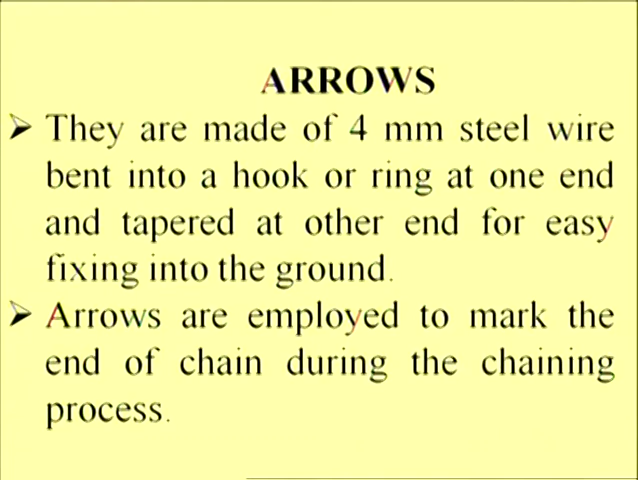 ARROWS
➢ They are made of 4 mm steel wire
bent into a hook or ring at one end
and tapered at other end for easy
fixing into the ground.
➢ Arrows are employed to mark the
end of chain during the chaining
process.